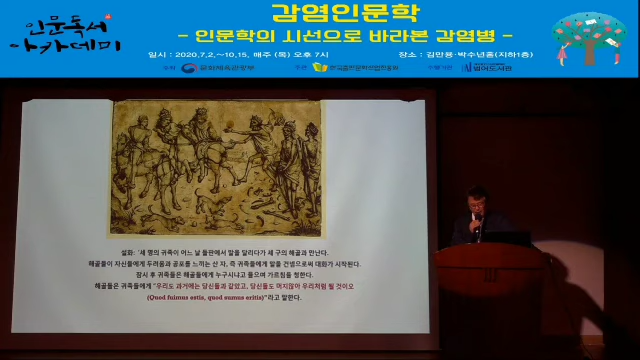 인문독서
아카데미
감염인문학
- 인문학의 시선으로 바라본 감염병 -
일시 : 2020.7.2,~10.15, 매주 (목) 오후 7시
장소 : 김만용·박수년홀(지하1층)
문화체육관광부
설화: '세 명의 귀족이 어느 날 들판에서 말을 달리다가 세 구의 해골과 만난다.
해골들이 자신들에게 두려움과 공포를 느끼는 산 자, 즉 귀족들에게 말을 건넴으로써 대화가 시작된다.
잠시 후 귀족들은 해골들에게 누구시냐고 물으며 가르침을 청한다.
해골들은 귀족들에게 "우리도 과거에는 당신들과 같았고, 당신들도 머지않아 우리처럼 될 것이오
(Quod fuimus estis, quod sumus eritis)"라고 말한다.